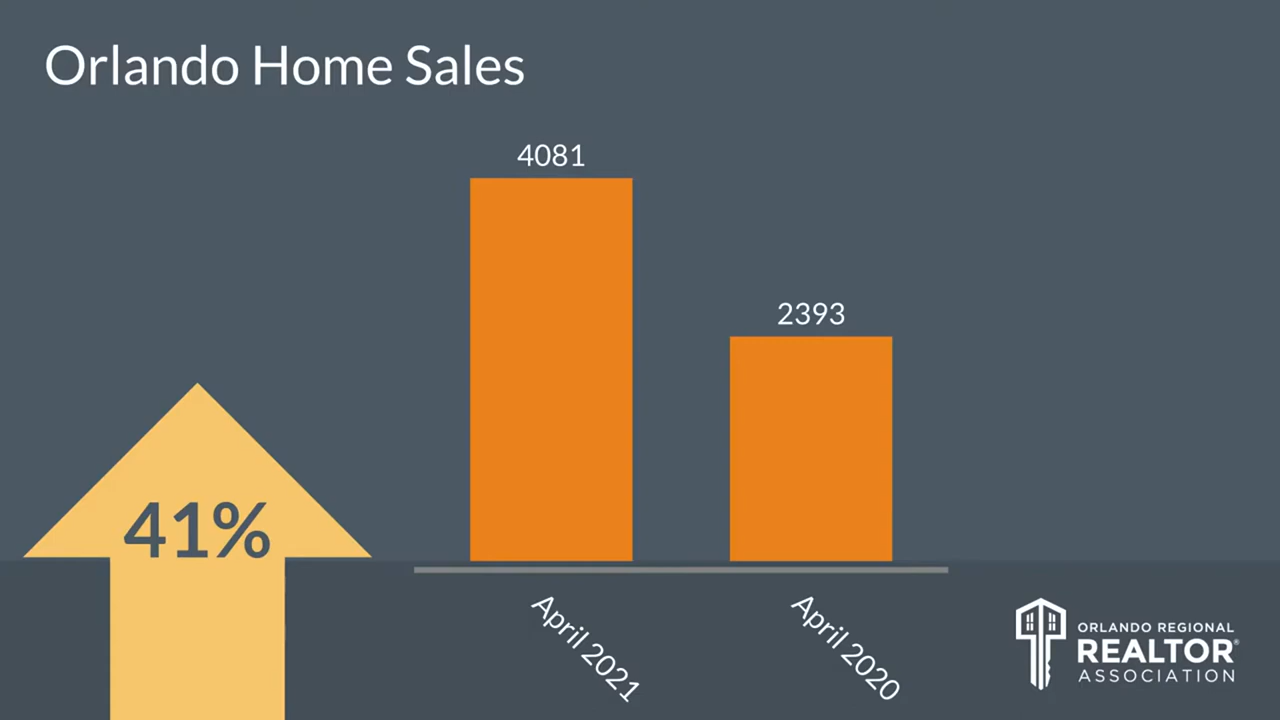 Orlando Home Sales
4081
2393
41%
April 2021
April 2020
ORLANDO REGIONAL
REALTOR®
ASSOCIATION